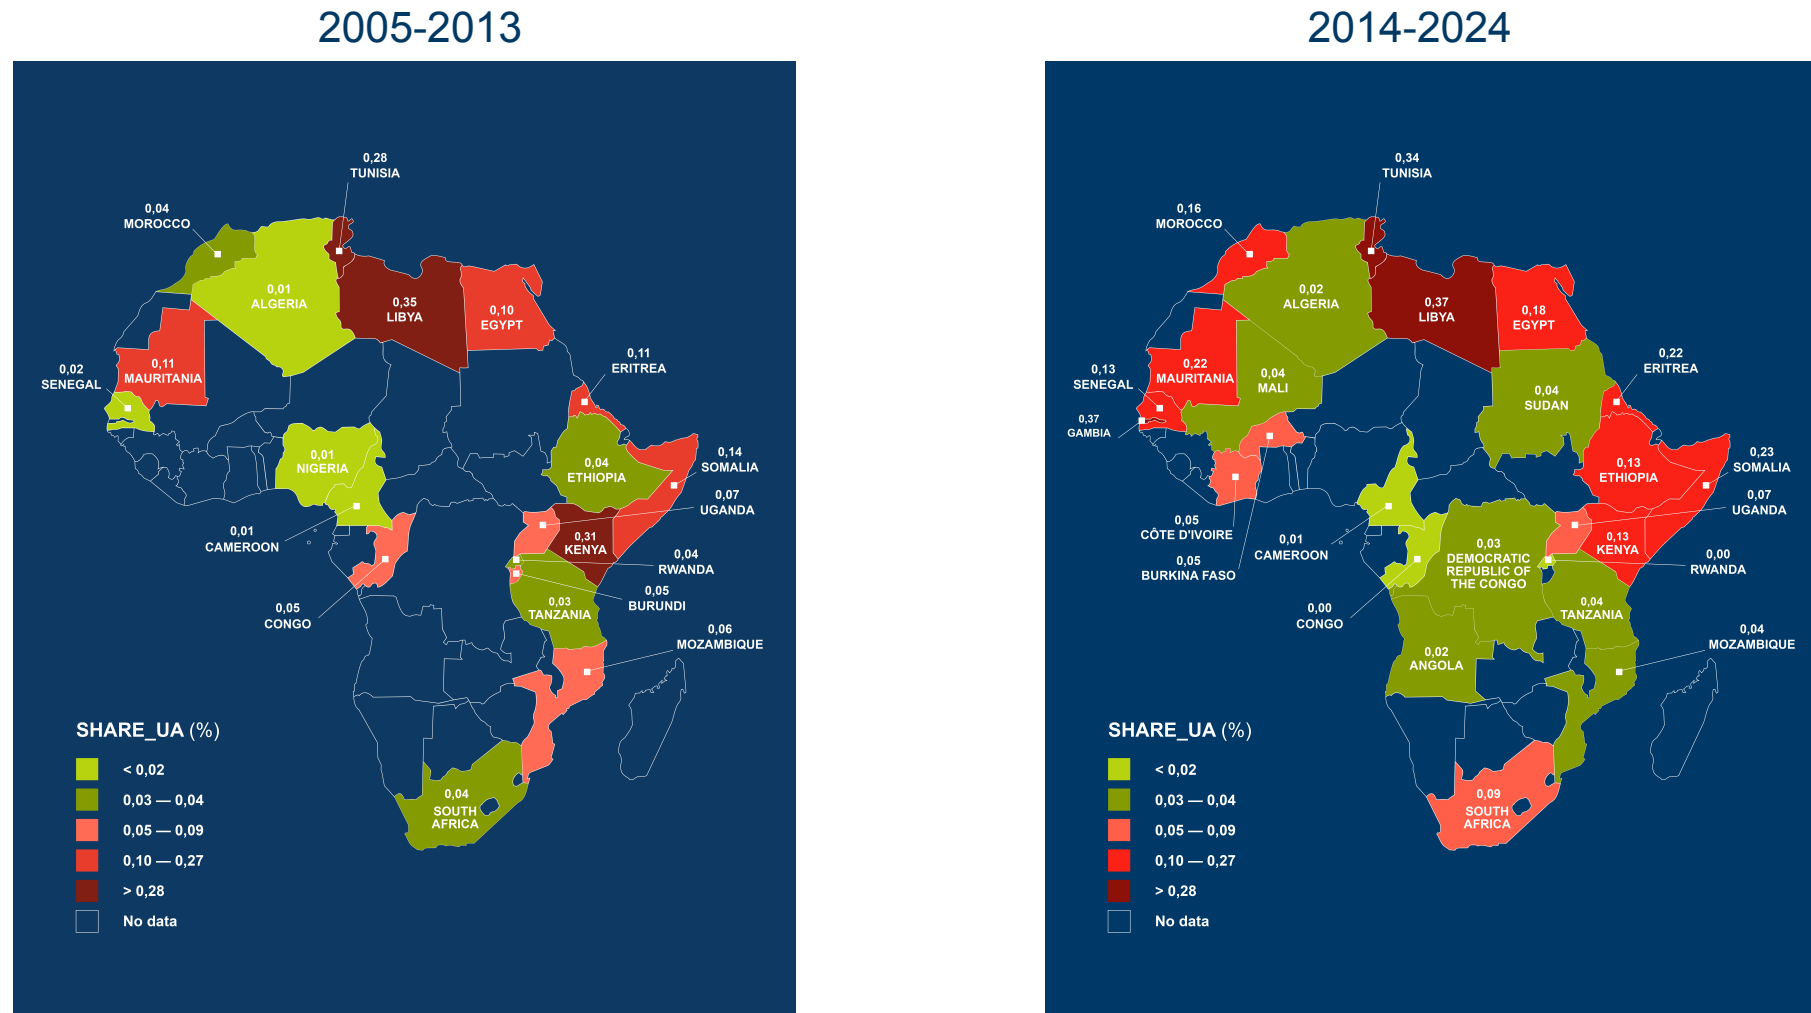 2005-2013
0,28
TUNISIA
0,04
MOROCCO
0,01
ALGERIA
0,35
LIBYA
0,10
EGYPT
0,11
ERITREA
0,02
SENEGAL
0,11
MAURITANIA
0,01
NIGERIA
0,04
ETHIOPIA
0,14
SOMALIA
0,07
UGANDA
0,01
CAMEROON
0,31
KENYA
0,04
RWANDA
0,05
BURUNDI
0,05
CONGO
0,03
TANZANIA
0,06
MOZAMBIQUE
0,04
SOUTH
AFRICA
SHARE_UA (%)
< 0,02
0,03 — 0,04
0,05 — 0,09
0,10 — 0,27
> 0,28
No data
2014-2024
0,34
TUNISIA
0,16
MOROCCO
0,02
ALGERIA
0,37
LIBYA
0,18
EGYPT
0,22
ERITREA
0,13
SENEGAL
0,22
MAURITANIA
0,04
MALI
0,04
SUDAN
0,37
GAMBIA
0,13
ETHIOPIA
0,23
SOMALIA
0,07
UGANDA
0,05
CÔTE D'IVOIRE
0,05
BURKINA FASO
0,01
CAMEROON
0,03
DEMOCRATIC
REPUBLIC OF
THE CONGO
0,13
KENYA
0,00
RWANDA
0,00
CONGO
0,04
TANZANIA
0,04
MOZAMBIQUE
0,02
ANGOLA
0,09
SOUTH
AFRICA
SHARE_UA (%)
< 0,02
0,03 — 0,04
0,05 — 0,09
0,10 — 0,27
> 0,28
No data